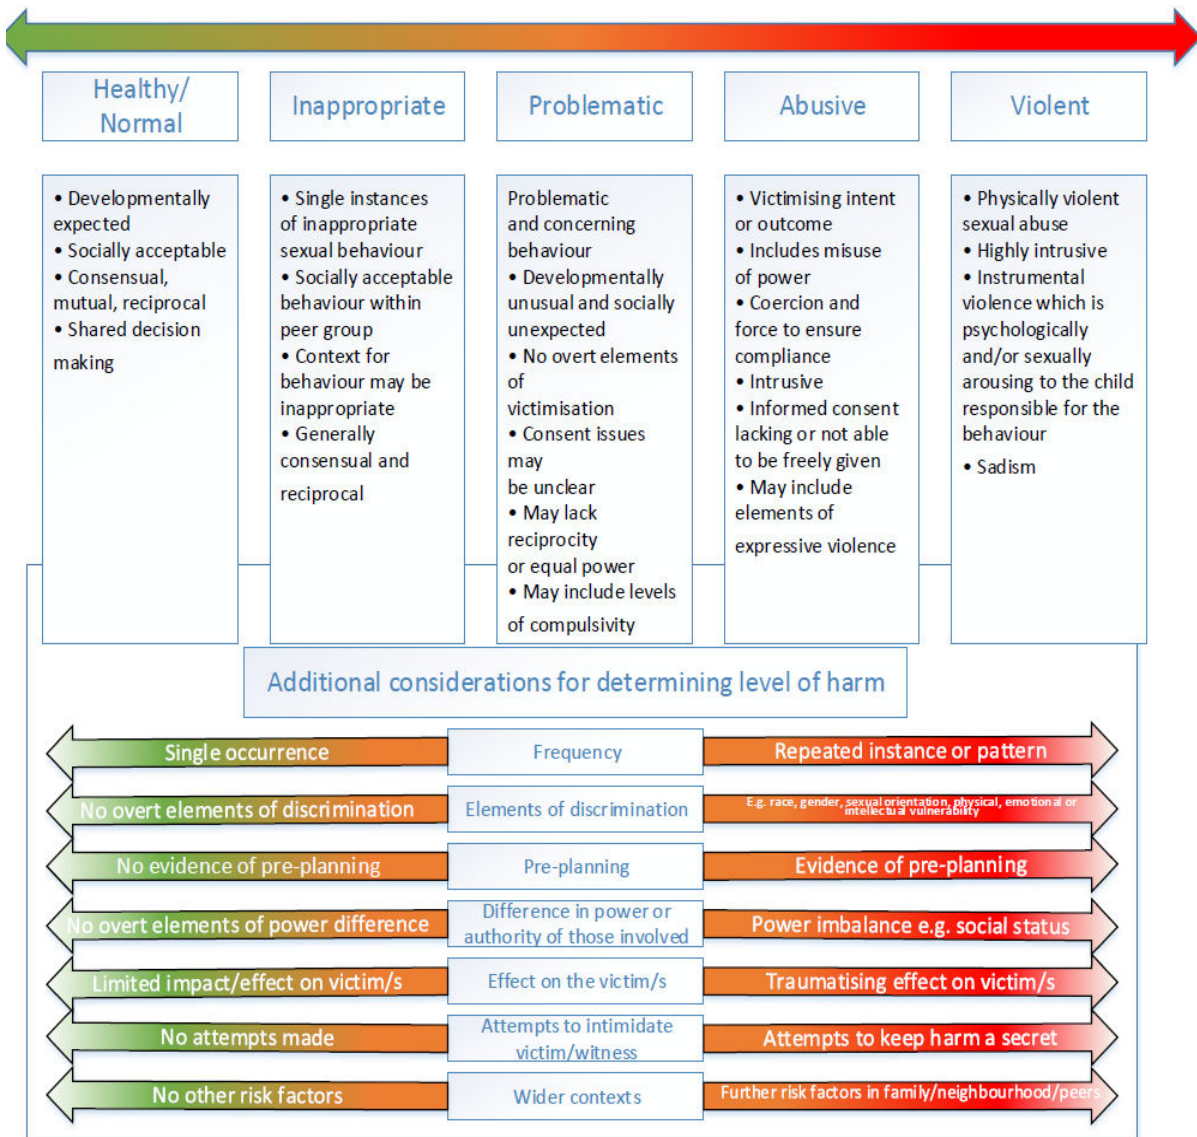 Healthy/
Normal
Inappropriate
Problematic
Abusive
Violent
• Developmentally
expected
• Socially acceptable
• Consensual,
mutual, reciprocal
• Shared decision
making
• Single instances
of inappropriate
sexual behaviour
• Socially acceptable
behaviour within
peer group
• Context for
behaviour may be
inappropriate
• Generally
consensual and
reciprocal
Problematic
and concerning
behaviour
• Developmentally
unusual and socially
unexpected
• No overt elements
of
victimisation
• Consent issues
may
be unclear
• May lack
reciprocity
or equal power
• May include levels
of compulsivity
• Victimising intent
or outcome
• Includes misuse
of power
• Coercion and
force to ensure
compliance
• Intrusive
• Informed consent
lacking or not able
to be freely given
• May include
elements of
expressive violence
• Physically violent
sexual abuse
• Highly intrusive
• Instrumental
violence which is
psychologically
and/or sexually
arousing to the child
responsible for the
behaviour
• Sadism
Additional considerations for determining level of harm
Single occurrence
Frequency
Repeated instance or pattern
No overt elements of discrimination
Elements of discrimination
E.g. race, gender, sexual orientation, physical, emotional or
intellectual vulnerability
No evidence of pre-planning
Pre-planning
Evidence of pre-planning
No overt elements of power difference
Difference in power or
authority of those involved
Power imbalance e.g. social status
Limited impact/effect on victim/s
Effect on the victim/s
Traumatising effect on victim/s
No attempts made
Attempts to intimidate
victim/witness
Attempts to keep harm a secret
No other risk factors
Wider contexts
Further risk factors in family/neighbourhood/peers